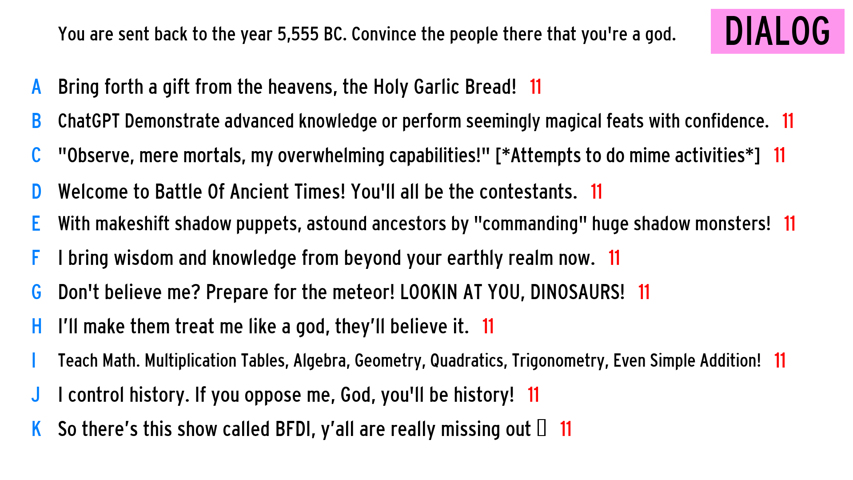 You are sent back to the year 5,555 BC. Convince the people there that you're a god.
DIALOG
A Bring forth a gift from the heavens, the Holy Garlic Bread! 11
B ChatGPT Demonstrate advanced knowledge or perform seemingly magical feats with confidence. 11
C "Observe, mere mortals, my overwhelming capabilities!" [*Attempts to do mime activities*] 11
D Welcome to Battle Of Ancient Times! You'll all be the contestants. 11
E With makeshift shadow puppets, astound ancestors by "commanding" huge shadow monsters! 11
F I bring wisdom and knowledge from beyond your earthly realm now. 11
G Don't believe me? Prepare for the meteor! LOOKIN AT YOU, DINOSAURS! 11
H I’ll make them treat me like a god, they’ll believe it. 11
I Teach Math. Multiplication Tables, Algebra, Geometry, Quadratics, Trigonometry, Even Simple Addition! 11
J I control history. If you oppose me, God, you'll be history! 11
K So there’s this show called BFDI, y’all are really missing out ▯ 11